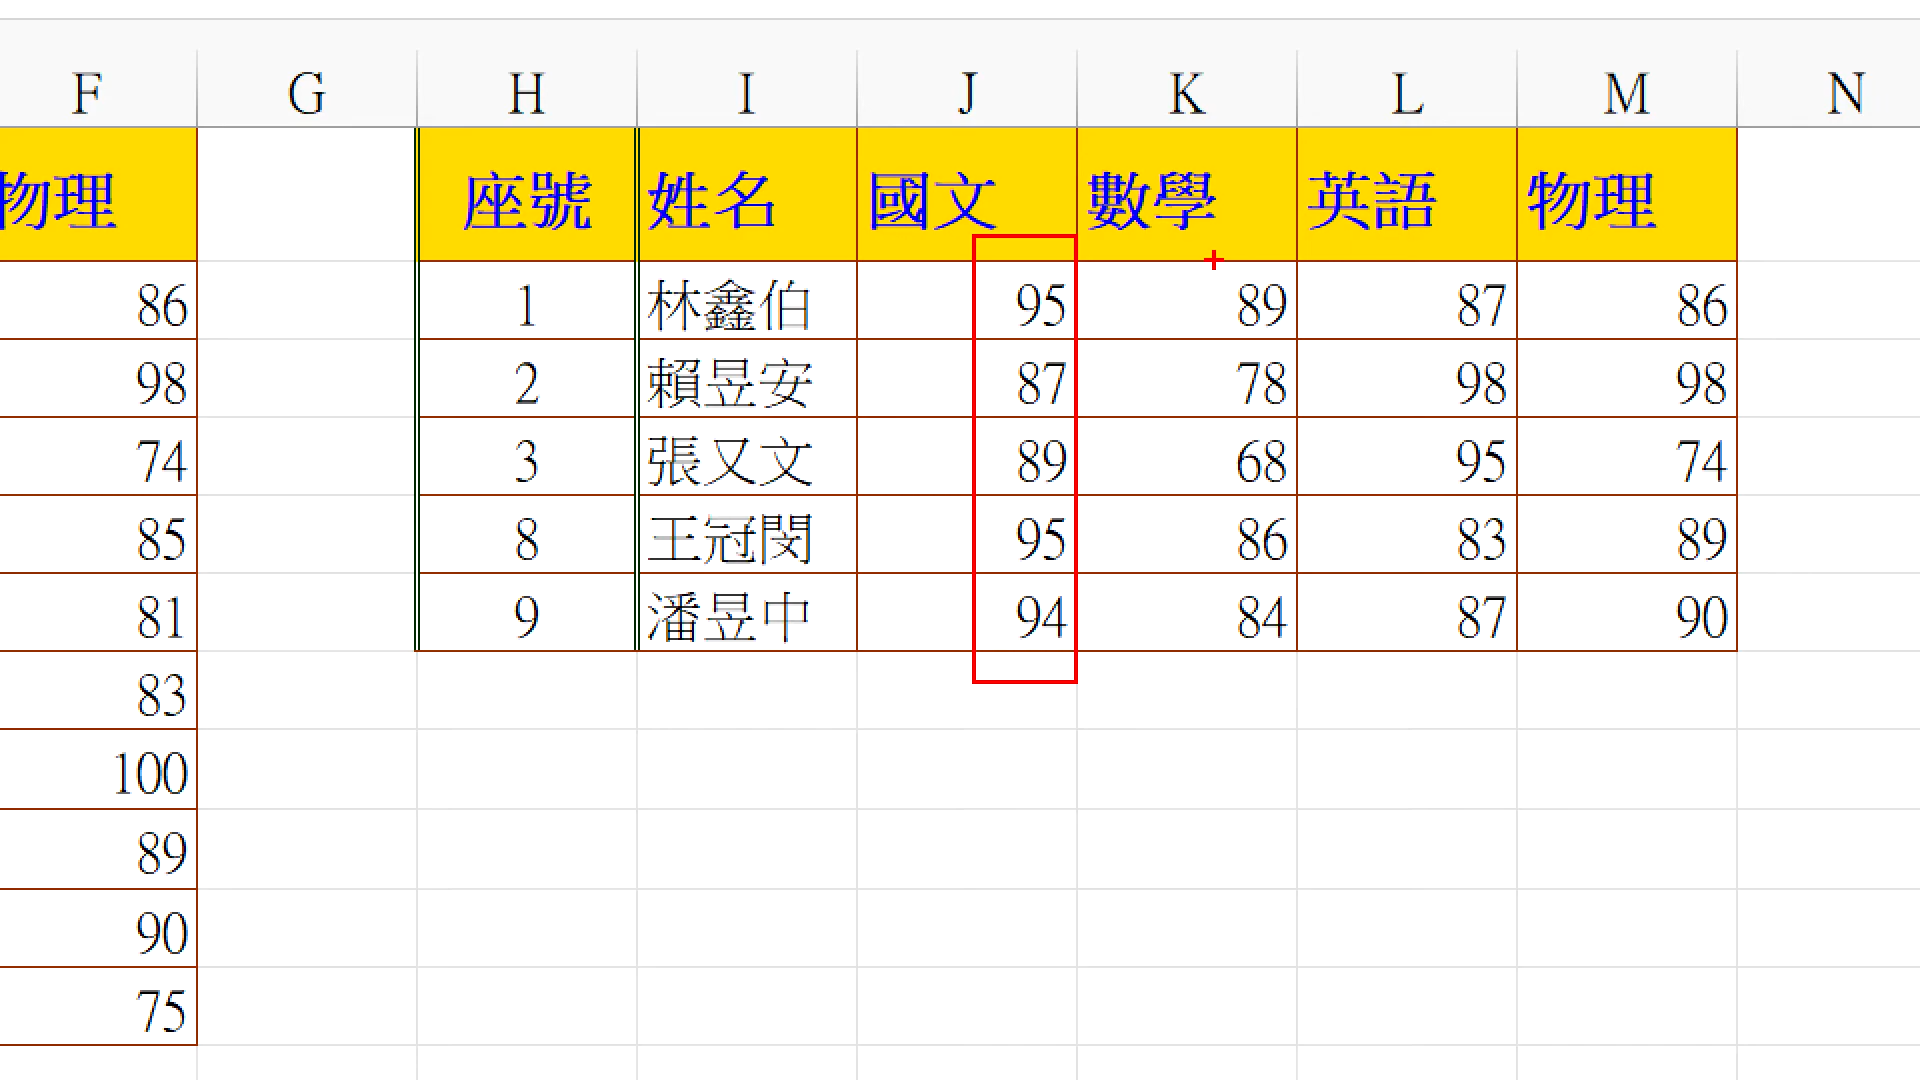 F G H I J K L M N
物理 座號 姓名 國文 數學 英語 物理
86 1 林鑫伯 95 89 87 86
98 2 賴昱安 87 78 98 98
74 3 張又文 89 68 95 74
85 8 王冠閔 95 86 83 89
81 9 潘昱中 94 84 87 90
83
100
89
90
75